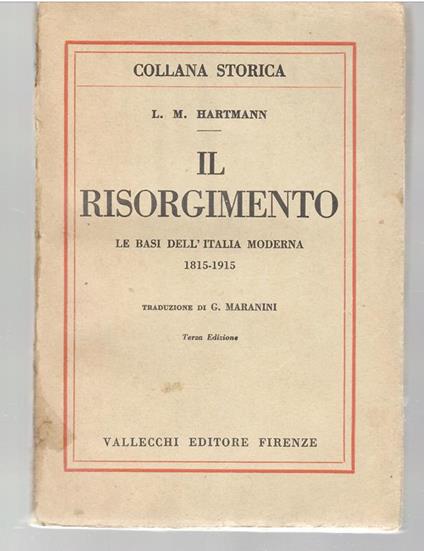 COLLANA STORICA
L. M. HARTMANN
IL
RISORGIMENTO
LE BASI DELL'ITALIA MODERNA
1815-1915
TRADUZIONE DI G. MARANINI
Terza Edizione
VALLECCHI EDITORE FIRENZE